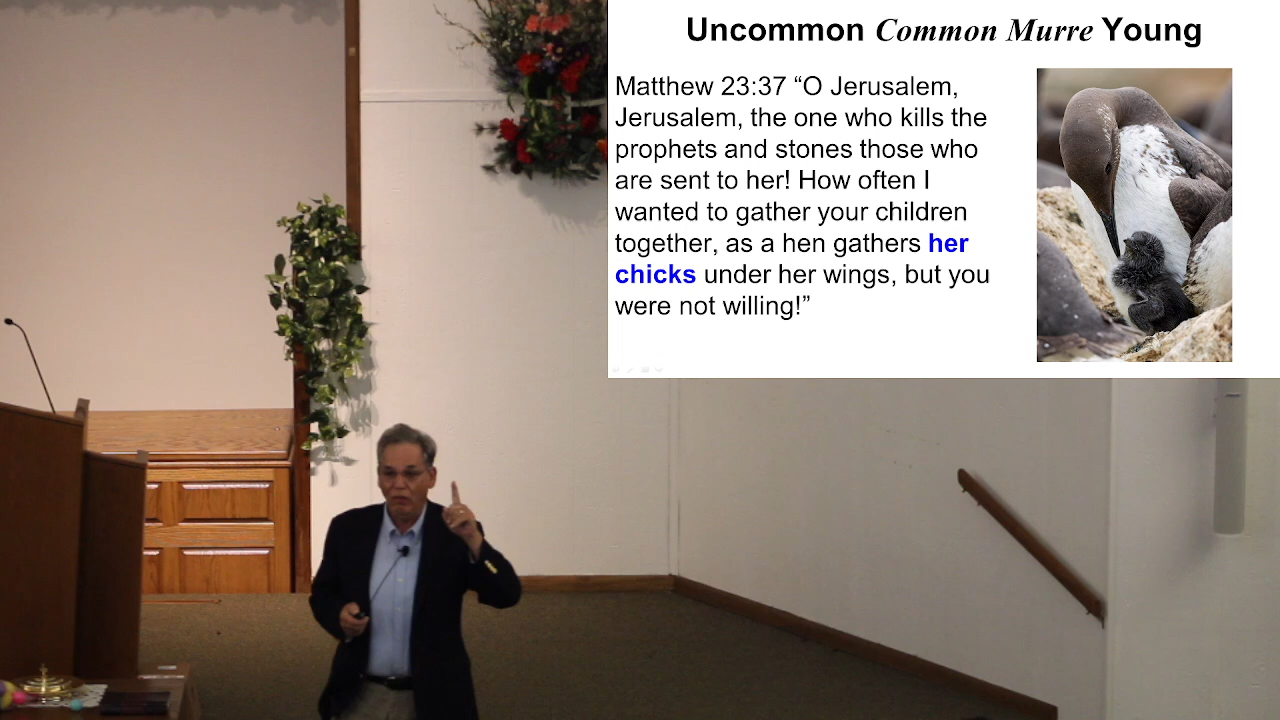 Uncommon Common Murre Young
Matthew 23:37 “O Jerusalem,
Jerusalem, the one who kills the
prophets and stones those who
are sent to her! How often I
wanted to gather your children
together, as a hen gathers her
chicks under her wings, but you
were not willing!”